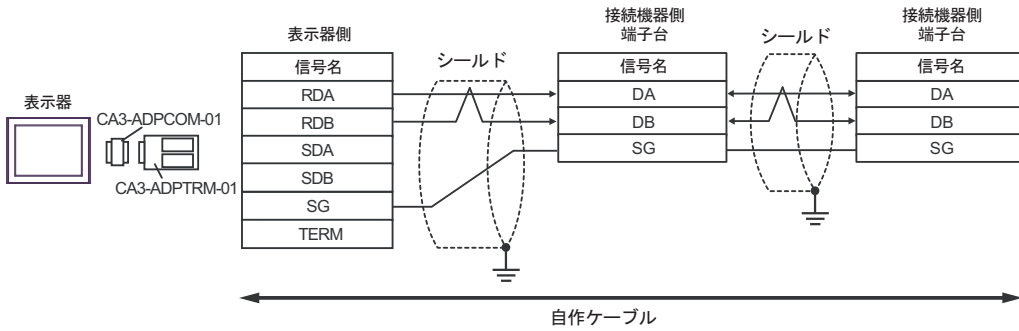 表示器
CA3-ADPCOM-01
CA3-ADPTRM-01
表示器側
信号名
RDA
RDB
SDA
SDB
SG
TERM
シールド
接続機器側
端子台
信号名
DA
DB
SG
シールド
接続機器側
端子台
信号名
DA
DB
SG
自作ケーブル